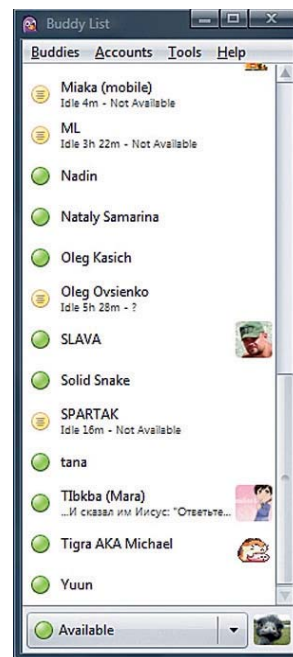 Buddy List
Buddies Accounts Tools Help
Miaka (mobile)
Idle 4m - Not Available
ML
Idle 3h 22m - Not Available
Nadin
Nataly Samarina
Oleg Kasich
Oleg Ovsienko
Idle 5h 28m - ?
SLAVA
Solid Snake
SPARTAK
Idle 16m - Not Available
tana
TIbkba (Mara)
...И сказал им Иисус: "Ответьте...
Tigra AKA Michael
Yuun
Available